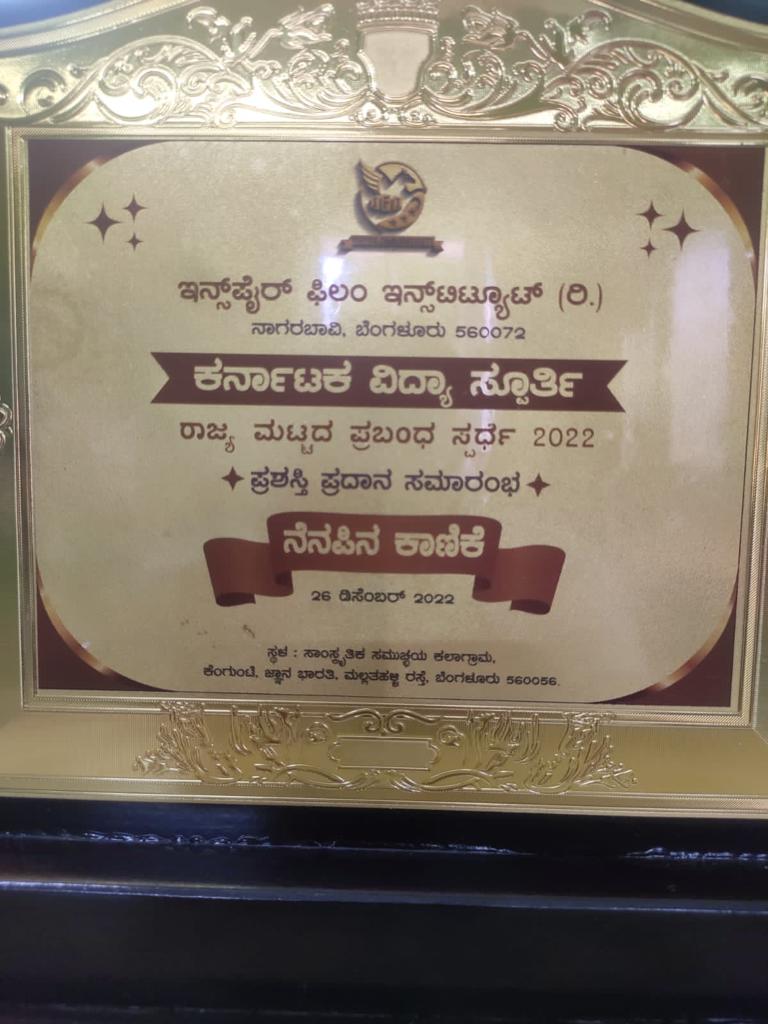 ಇನ್ಸ್‌ಪೈರ್ ಫಿಲಂ ಇನ್ಸ್‌ಟಿಟ್ಯೂಟ್ (ರಿ.)
ನಾಗರಬಾವಿ, ಬೆಂಗಳೂರು 560072
ಕರ್ನಾಟಕ ವಿದ್ಯಾ ಸ್ಪೂರ್ತಿ
ರಾಜ್ಯ ಮಟ್ಟದ ಪ್ರಬಂಧ ಸ್ಪರ್ಧೆ 2022
ಪ್ರಶಸ್ತಿ ಪ್ರದಾನ ಸಮಾರಂಭ
ನೆನಪಿನ ಕಾಣಿಕೆ
26 ಡಿಸೆಂಬರ್ 2022
ಸ್ಥಳ : ಸಾಂಸ್ಕೃತಿಕ ಸಮುಚ್ಚಯ ಕಲಾಗ್ರಾಮ,
ಕೆಂಗುಂಟೆ, ಜ್ಞಾನ ಭಾರತಿ, ಮಲ್ಲತಹಳ್ಳಿ ರಸ್ತೆ, ಬೆಂಗಳೂರು 560056.